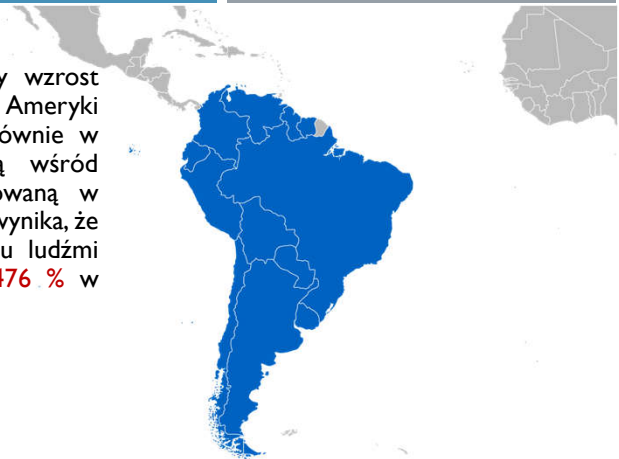 y wzrost
Ameryki
ównie w
ą wśród
owaną w
wynika, że
u ludźmi
476 % w